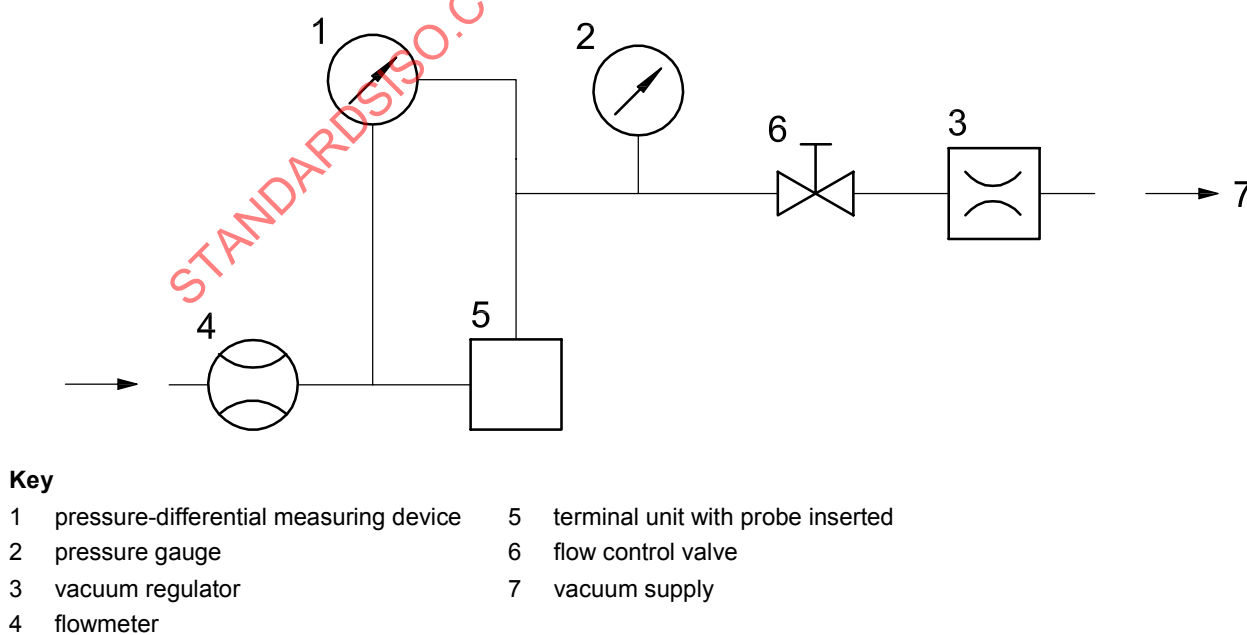 1
STANDARDSISO.C
2
6
3
7
4
5
Key
1 pressure-differential measuring device
2 pressure gauge
3 vacuum regulator
4 flowmeter
5 terminal unit with probe inserted
6 flow control valve
7 vacuum supply